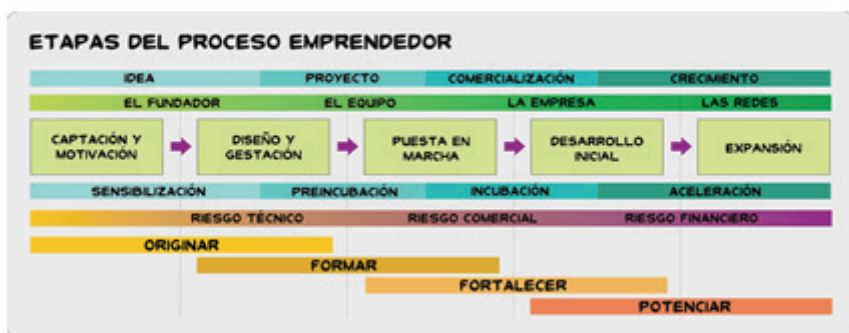 ETAPAS DEL PROCESO EMPRENDEDOR
IDEA PROYECTO COMERCIALIZACIÓN CRECIMIENTO
EL FUNDADOR EL EQUIPO LA EMPRESA LAS REDES
CAPTACIÓN Y
MOTIVACIÓN
DISEÑO Y
GESTACIÓN
PUESTA EN
MARCHA
DESARROLLO
INICIAL
EXPANSIÓN
SENSIBILIZACIÓN PREINCUBACIÓN INCUBACIÓN ACELERACIÓN
RIESGO TÉCNICO RIESGO COMERCIAL RIESGO FINANCIERO
ORIGINAR
FORMAR
FORTALECER
POTENCIAR